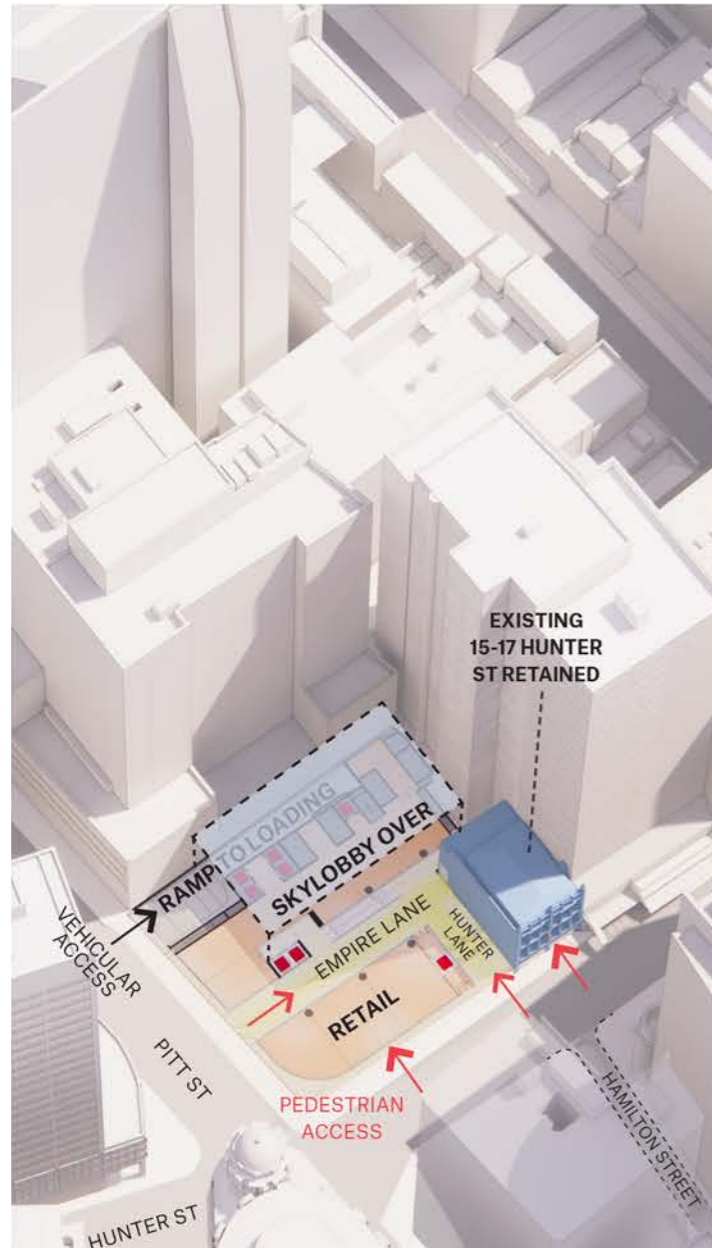 EXISTING
15-17 HUNTER
ST RETAINED
RAMP TO LOADING
SKYLOBBY OVER
VEHICULAR
ACCESS
EMPIRE LANE
HUNTER
LANE
RETAIL
PITT ST
PEDESTRIAN
ACCESS
HAMILTON STREET
HUNTER ST